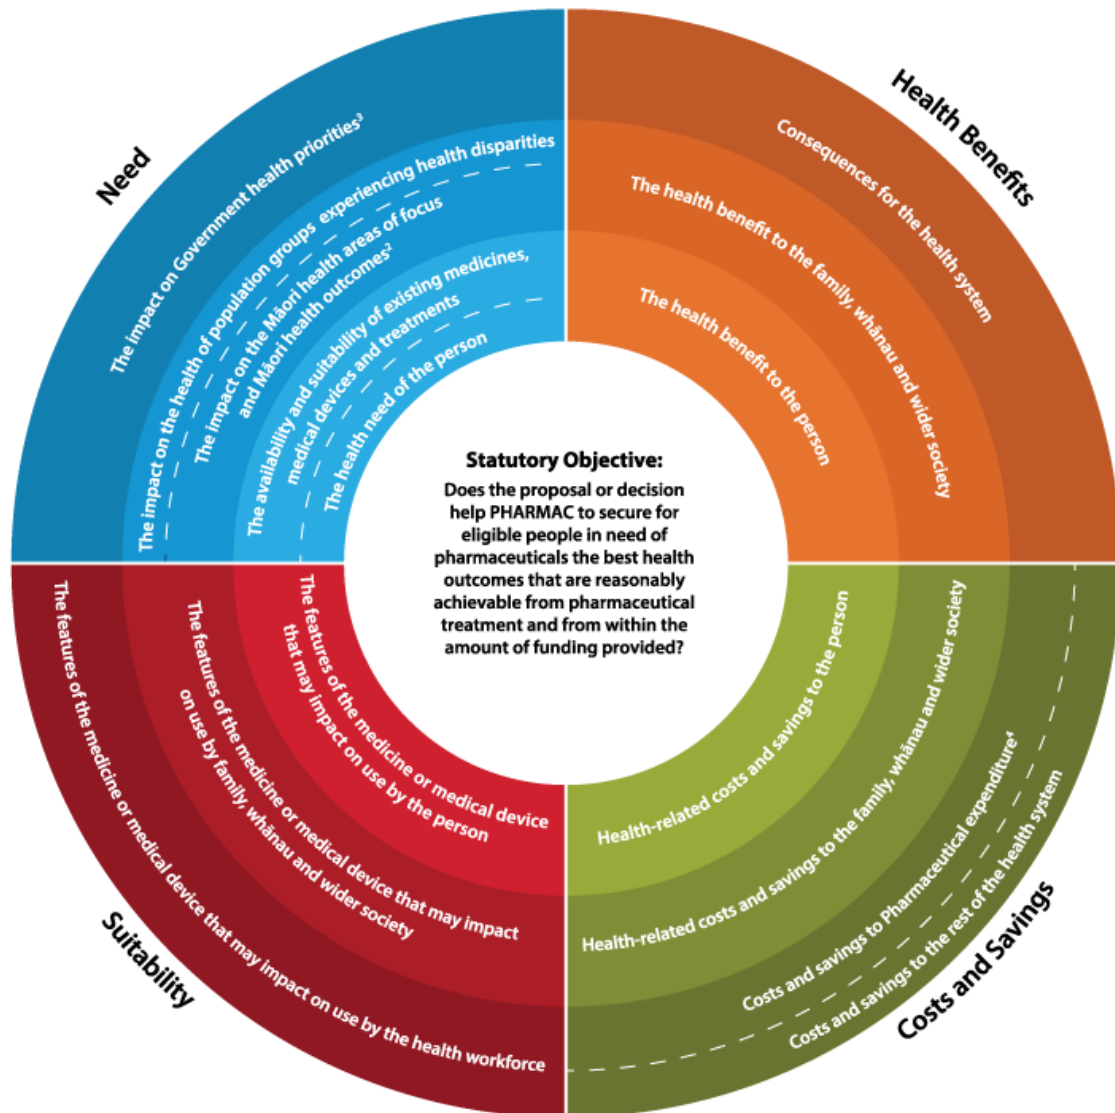 Need
The impact on Government health priorities³
The impact on the health of population groups experiencing health disparities
The impact on the Māori health areas of focus
and Māori health outcomes²
The availability and suitability of existing medicines,
medical devices and treatments
The health need of the person
Health Benefits
Consequences for the health system
The health benefit to the family, whānau and wider society
The health benefit to the person
Statutory Objective:
Does the proposal or decision
help PHARMAC to secure for
eligible people in need of
pharmaceuticals the best health
outcomes that are reasonably
achievable from pharmaceutical
treatment and from within the
amount of funding provided?
Suitability
The features of the medicine or medical device
that may impact on use by the person
The features of the medicine or medical device that may impact
on use by family, whānau and wider society
The features of the medicine or medical device that may impact on use by the health workforce
Costs and Savings
Health-related costs and savings to the person
Health-related costs and savings to the family, whānau and wider society
Costs and savings to Pharmaceutical expenditure⁴
Costs and savings to the rest of the health system